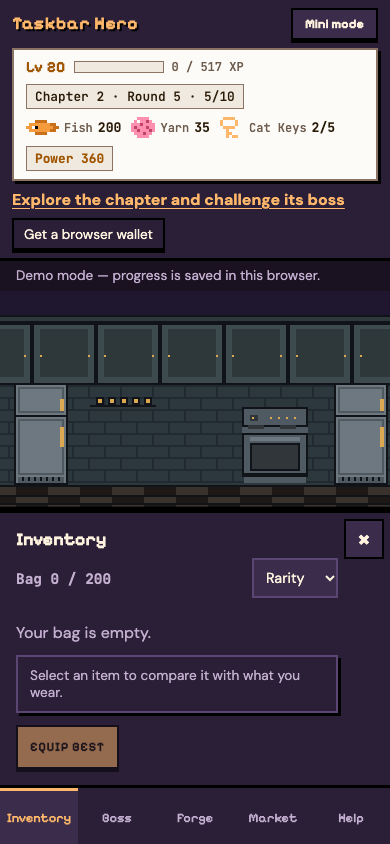 Taskbar Hero
Mini mode
Lv 80
0 / 517 XP
Chapter 2 · Round 5 · 5/10
Fish 200
Yarn 35
Cat Keys 2/5
Power 360
Explore the chapter and challenge its boss
Get a browser wallet
Demo mode — progress is saved in this browser.
Inventory
✖
Bag 0 / 200
Rarity
Your bag is empty.
Select an item to compare it with what you
wear.
EQUIP BEST
Inventory
Boss
Forge
Market
Help